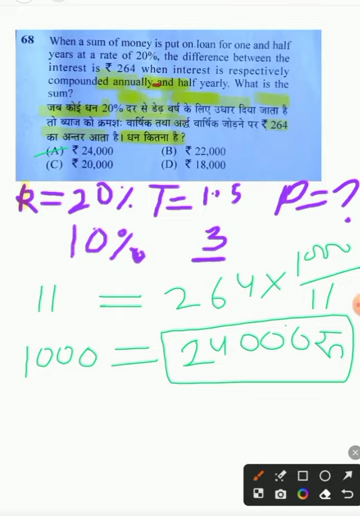 68 When a sum of money is put on loan for one and half
years at a rate of 20%, the difference between the
interest is ₹ 264 when interest is respectively
compounded annually and half yearly. What is the
sum?
जब कोई धन 20% दर से डेढ़ वर्ष के लिए उधार दिया जाता है
तो ब्याज को क्रमशः वार्षिक तथा अर्द्ध वार्षिक जोडने पर ₹ 264
का अन्तर आता है। धन कितना है?
(A) ₹ 24,000 (B) ₹ 22,000
(C) ₹ 20,000 (D) ₹ 18,000
R=20% T=1.5 P=?
10% 3
11 = 264 × 1000/11
1000 = 24000रु